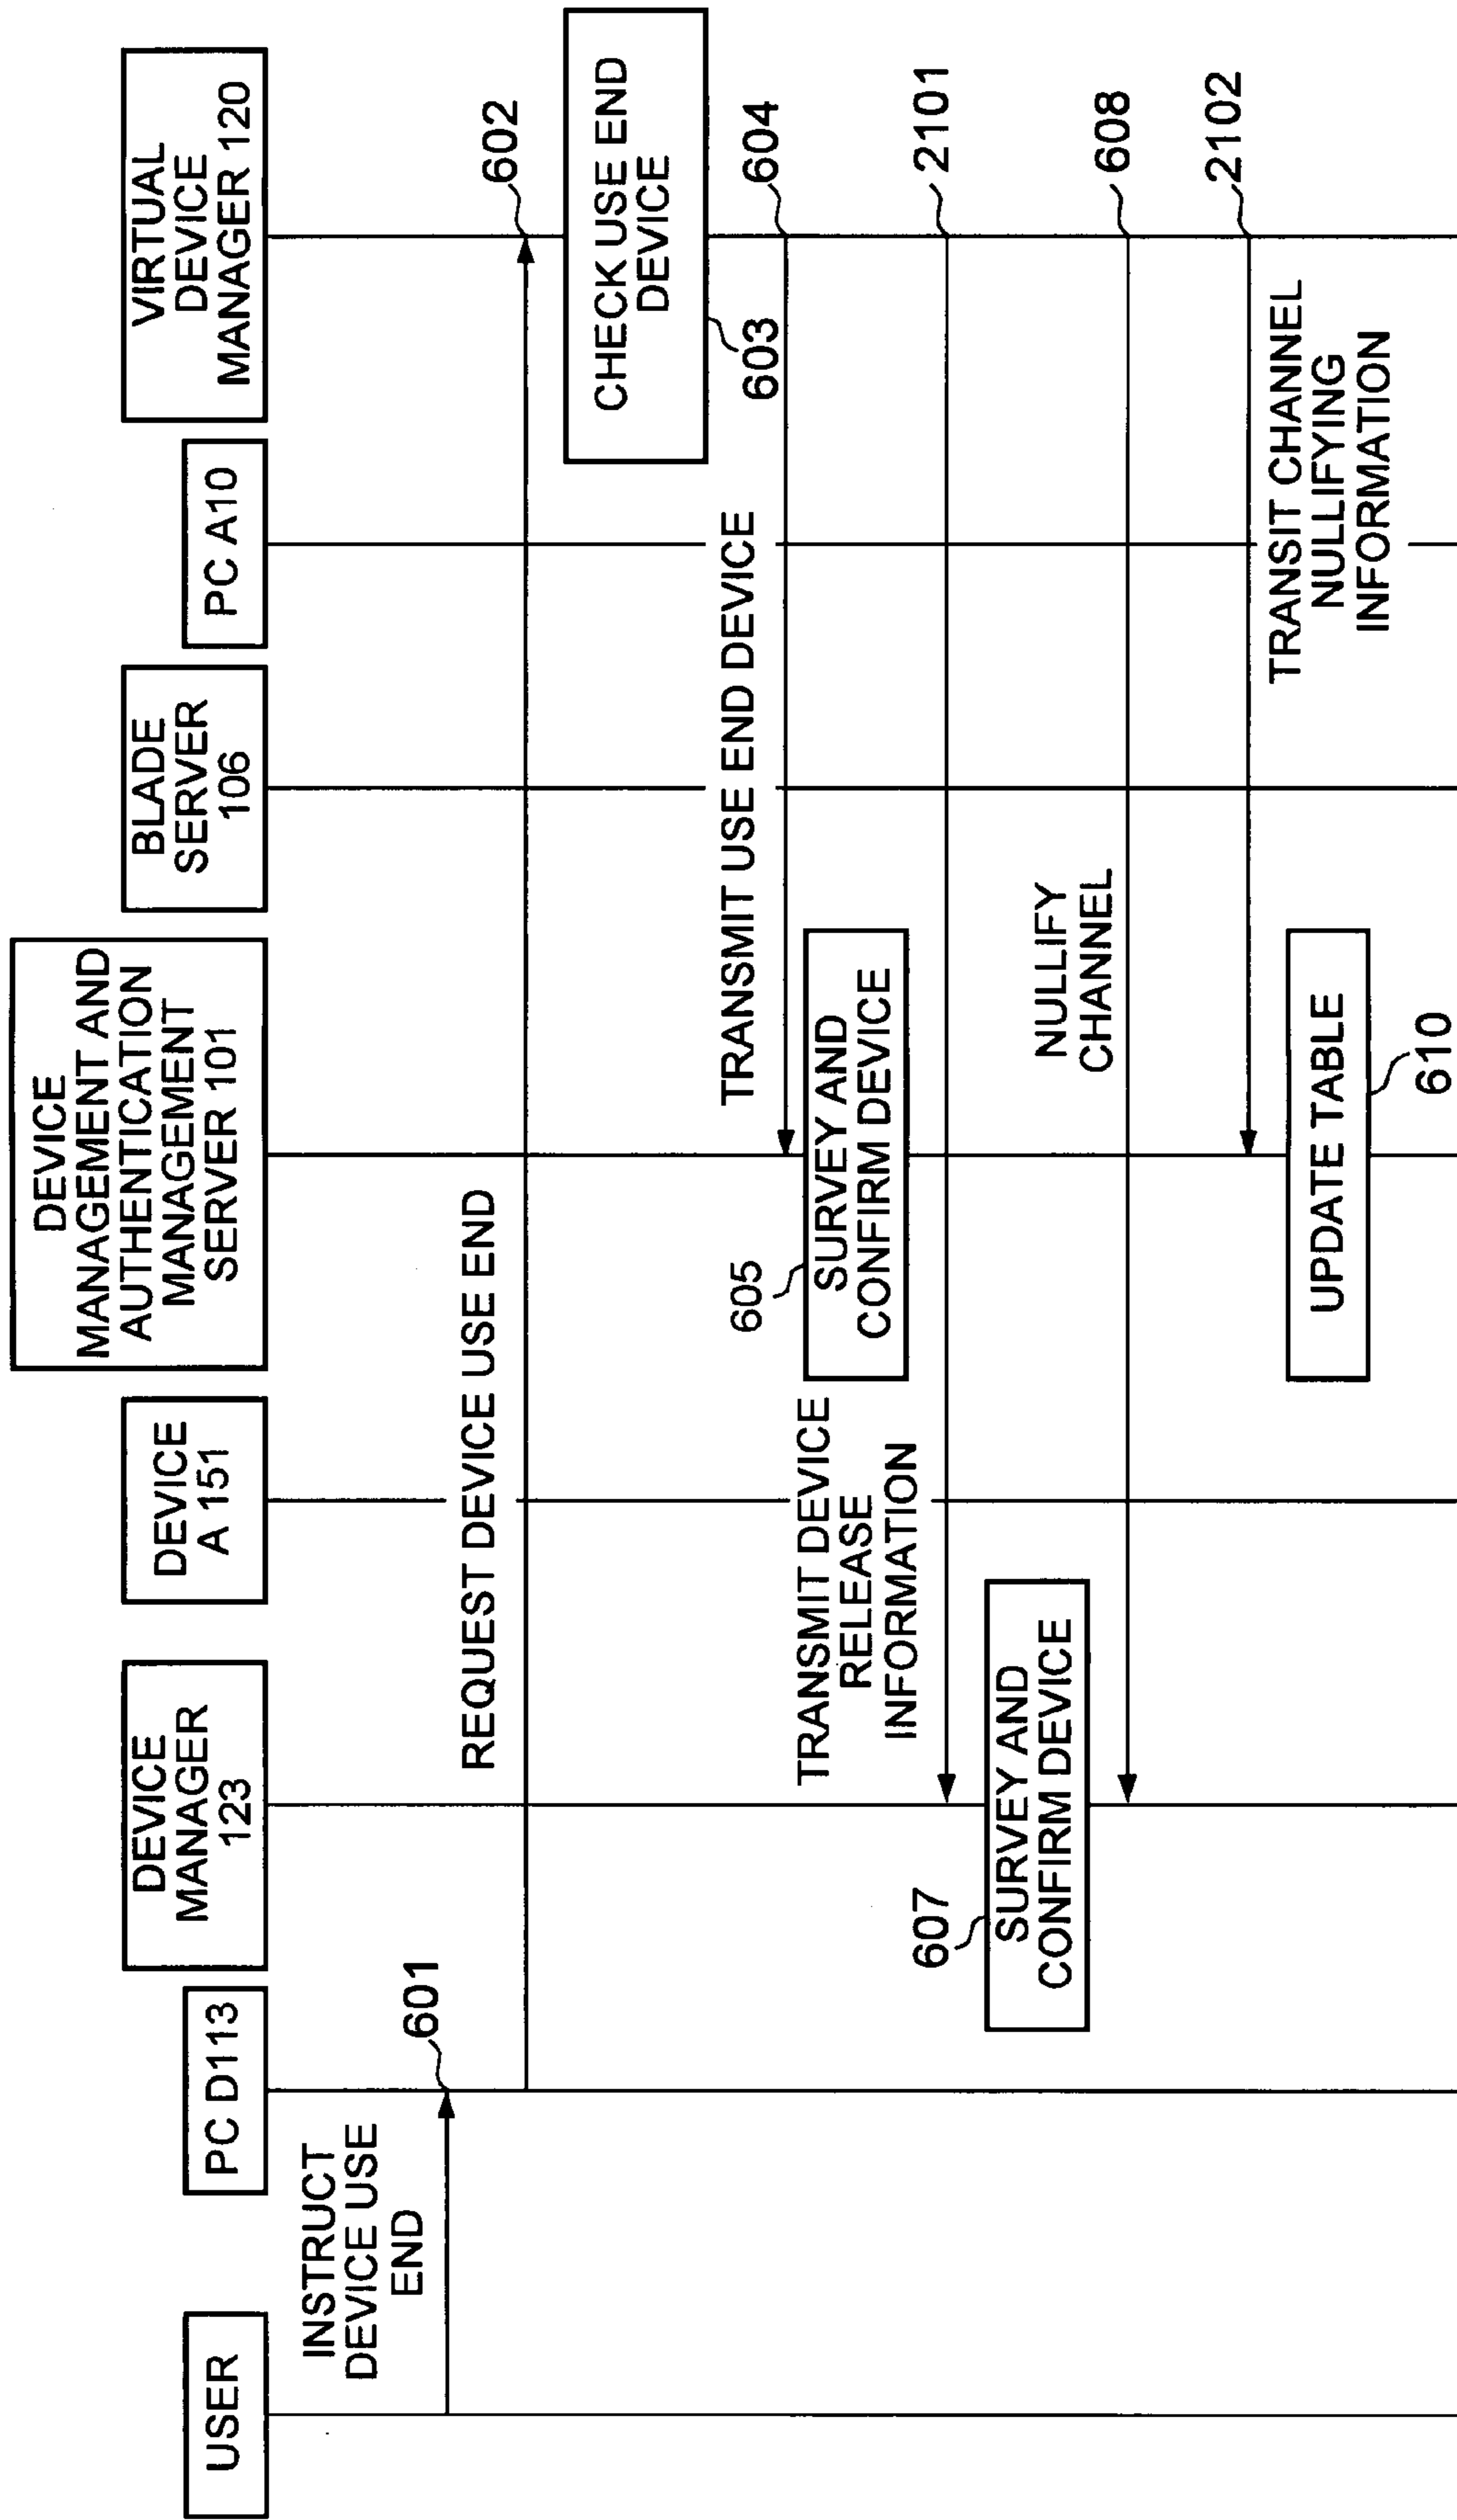 USER
PC D113
DEVICE
MANAGER
123
DEVICE
A 151
DEVICE
MANAGEMENT AND
AUTHENTICATION
MANAGEMENT
SERVER 101
BLADE
SERVER
106
PC A10
VIRTUAL
DEVICE
MANAGER 120
INSTRUCT
DEVICE USE
END
601
REQUEST DEVICE USE END
602
CHECK USE END
DEVICE
603
TRANSMIT USE END DEVICE
604
605
SURVEY AND
CONFIRM DEVICE
TRANSMIT DEVICE
RELEASE
INFORMATION
2101
607
SURVEY AND
CONFIRM DEVICE
NULLIFY
CHANNEL
608
2102
TRANSIT CHANNEL
NULLIFYING
INFORMATION
UPDATE TABLE
610